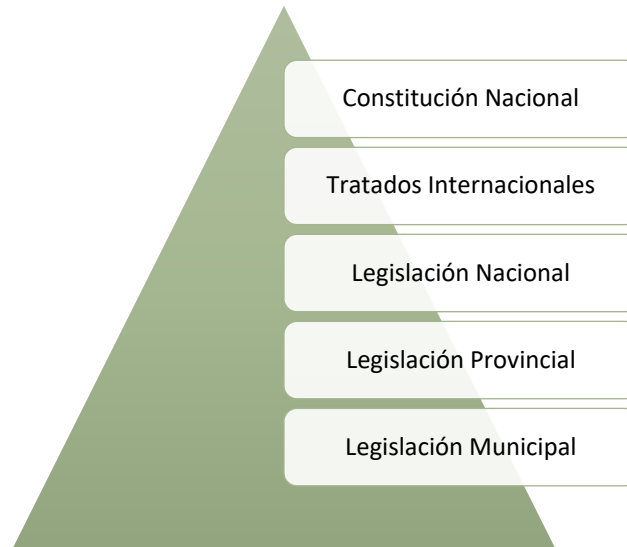 Constitución Nacional
Tratados Internacionales
Legislación Nacional
Legislación Provincial
Legislación Municipal